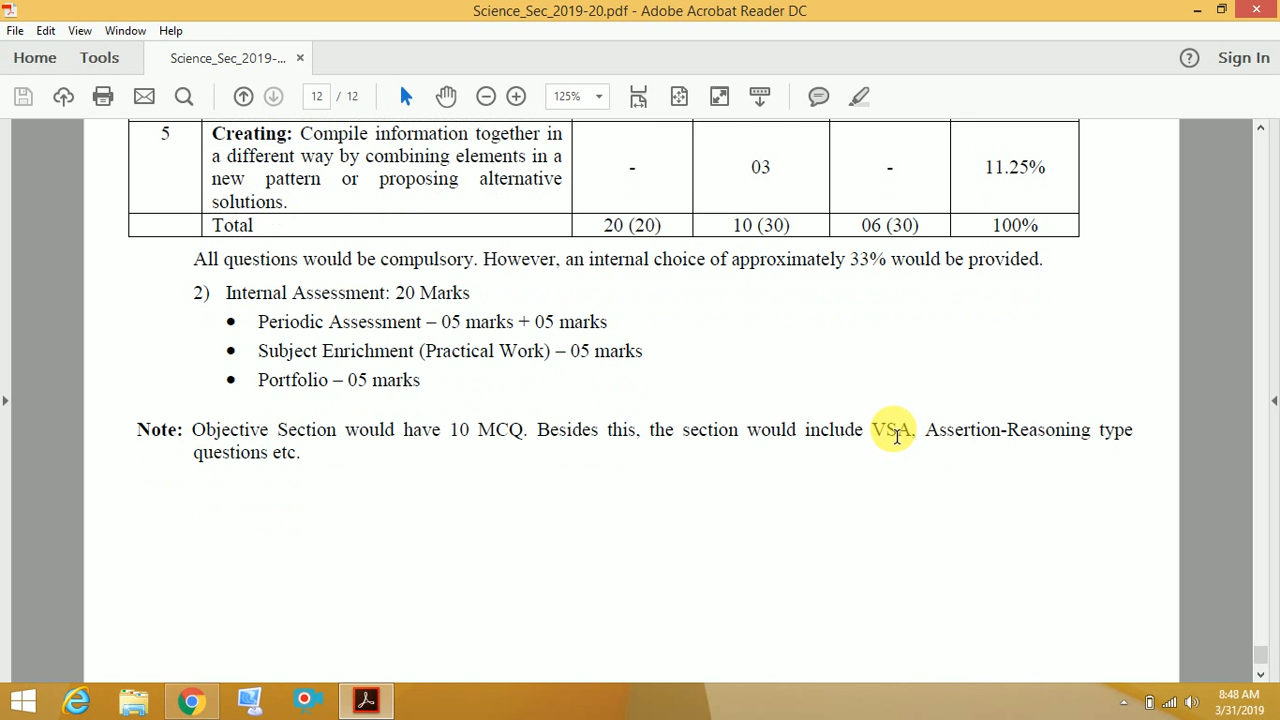 Science_Sec_2019-20.pdf - Adobe Acrobat Reader DC
File Edit View Window Help
Home Tools Science_Sec_2019-... × ? Sign In
12 / 12 125%
5 Creating: Compile information together in
a different way by combining elements in a
new pattern or proposing alternative
solutions.
- 03 - 11.25%
Total 20 (20) 10 (30) 06 (30) 100%
All questions would be compulsory. However, an internal choice of approximately 33% would be provided.
2) Internal Assessment: 20 Marks
• Periodic Assessment – 05 marks + 05 marks
• Subject Enrichment (Practical Work) – 05 marks
• Portfolio – 05 marks
Note: Objective Section would have 10 MCQ. Besides this, the section would include VSA, Assertion-Reasoning type
questions etc.
8:48 AM
3/31/2019